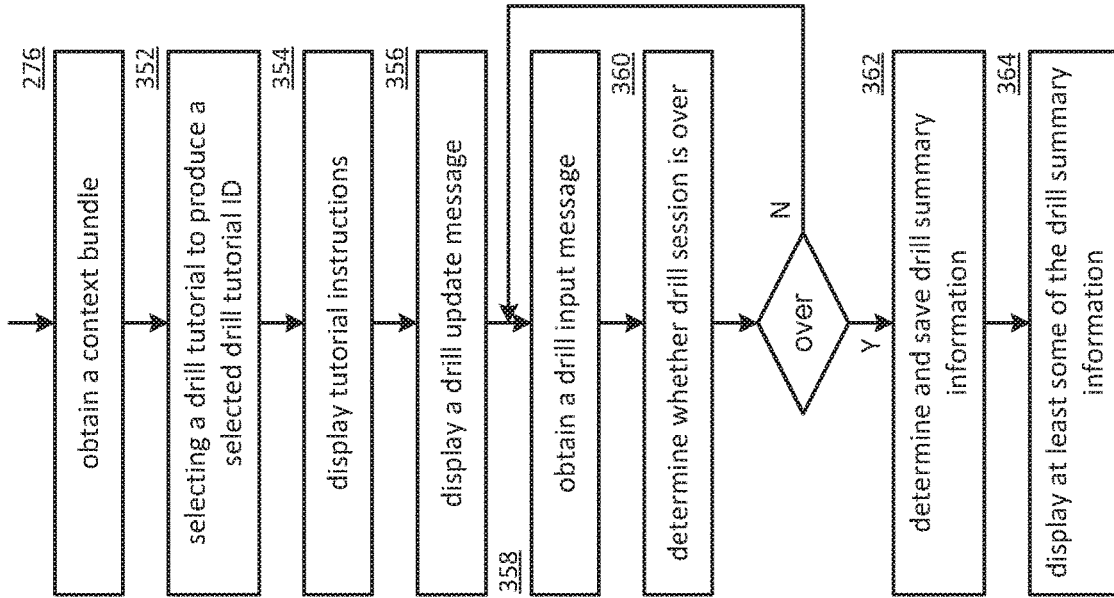 276
obtain a context bundle
352
selecting a drill tutorial to produce a
selected drill tutorial ID
354
display tutorial instructions
356
display a drill update message
358
obtain a drill input message
360
determine whether drill session is over
over
N
Y
362
determine and save drill summary
information
364
display at least some of the drill summary
information